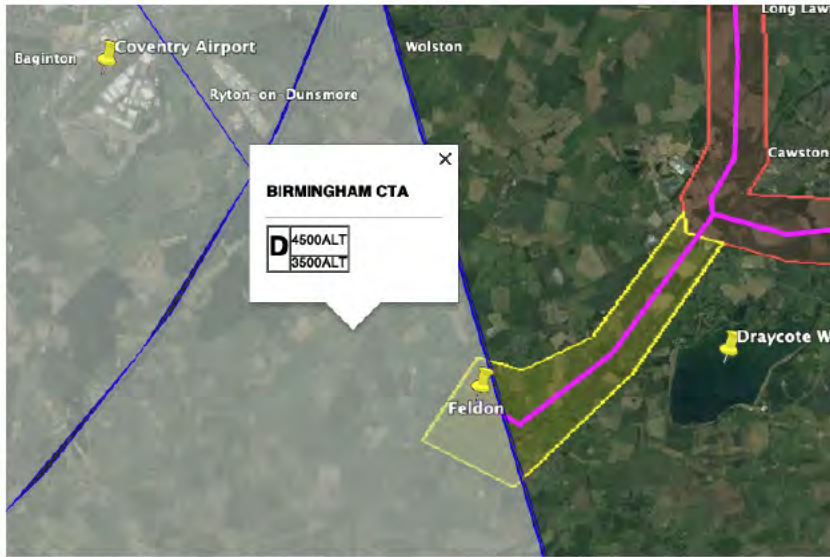 Long Law
Coventry Airport
Baginton
Wolston
Ryton-on-Dunsmore
Cawston
BIRMINGHAM CTA
D
4500ALT
3500ALT
Draycote W
Feldon